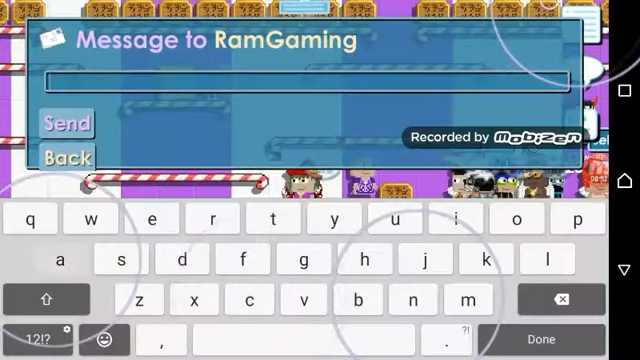 Message to RamGaming
Send
Recorded by mobizen
Back
q w e r t y u i o p
a s d f g h j k l
z x c v b n m
12!? , . ?! Done